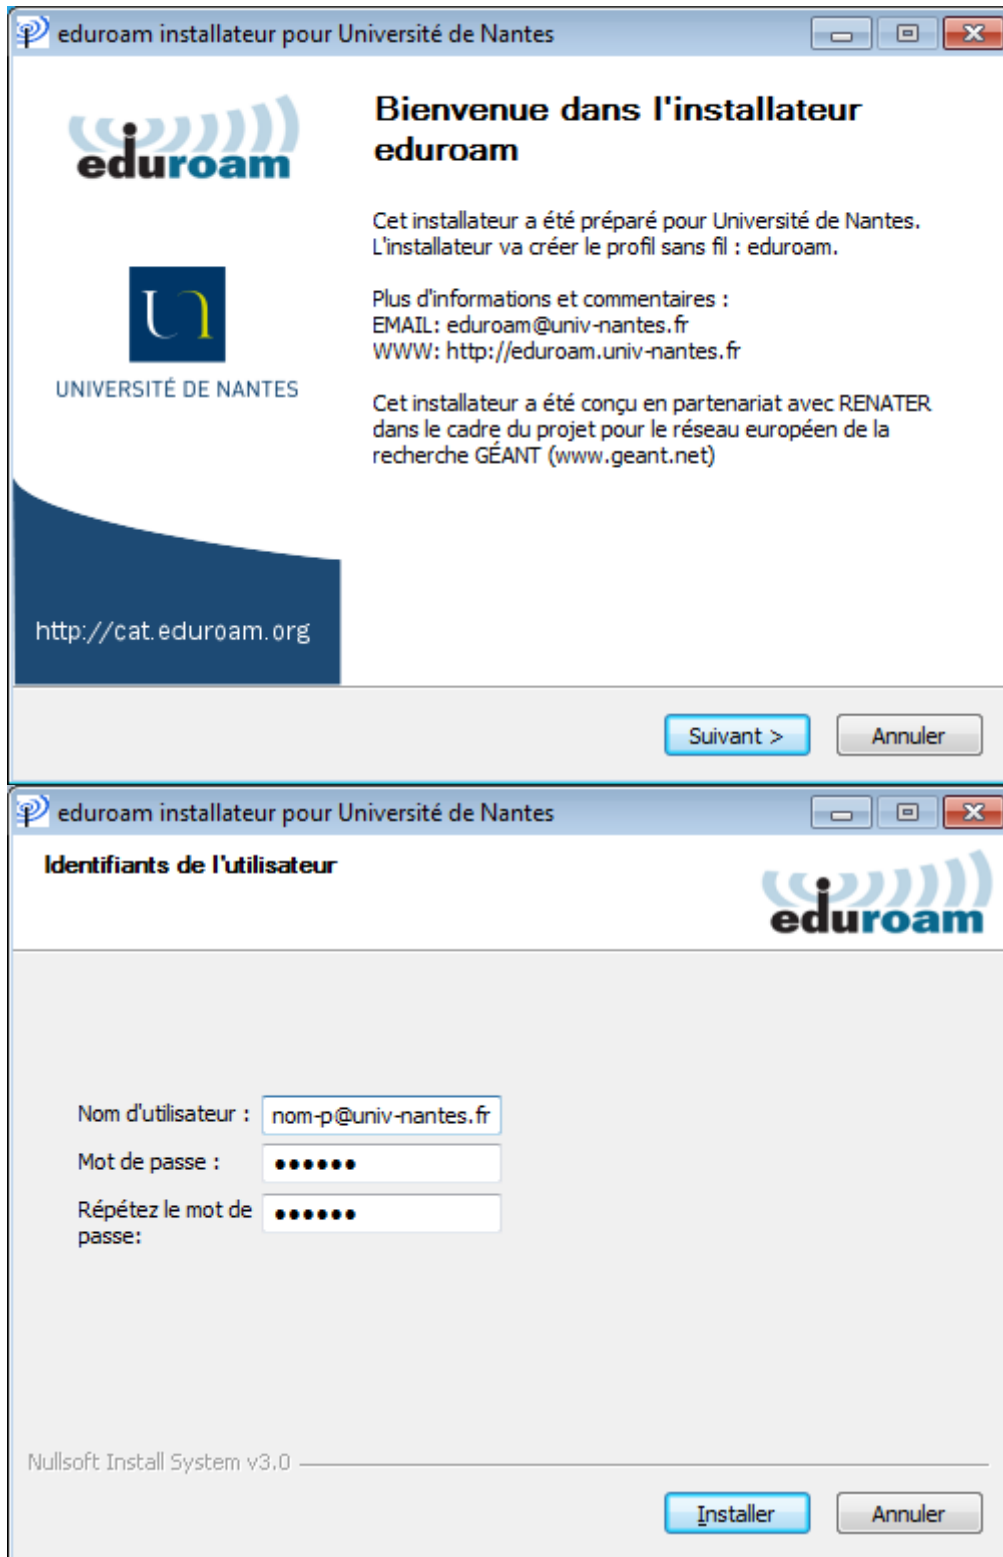 eduroam installateur pour Université de Nantes
eduroam
UNIVERSITÉ DE NANTES
http://cat.eduroam.org
Bienvenue dans l'installateur
eduroam
Cet installateur a été préparé pour Université de Nantes.
L'installateur va créer le profil sans fil : eduroam.
Plus d'informations et commentaires :
EMAIL: eduroam@univ-nantes.fr
WWW: http://eduroam.univ-nantes.fr
Cet installateur a été conçu en partenariat avec RENATER
dans le cadre du projet pour le réseau européen de la
recherche GÉANT (www.geant.net)
Suivant >
Annuler
eduroam installateur pour Université de Nantes
Identifiants de l'utilisateur
eduroam
Nom d'utilisateur : nom-p@univ-nantes.fr
Mot de passe : ●●●●●●
Répétez le mot de ●●●●●●
passe:
Nullsoft Install System v3.0
Installer
Annuler